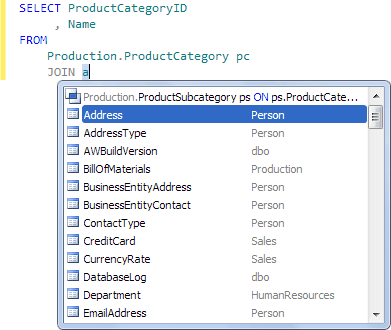 SELECT ProductCategoryID
, Name
FROM
Production.ProductCategory pc
JOIN a
Production.ProductSubcategory ps ON ps.ProductCate...
Address Person
AddressType Person
AWBuildVersion dbo
BillOfMaterials Production
BusinessEntityAddress Person
BusinessEntityContact Person
ContactType Person
CreditCard Sales
CurrencyRate Sales
DatabaseLog dbo
Department HumanResources
EmailAddress Person